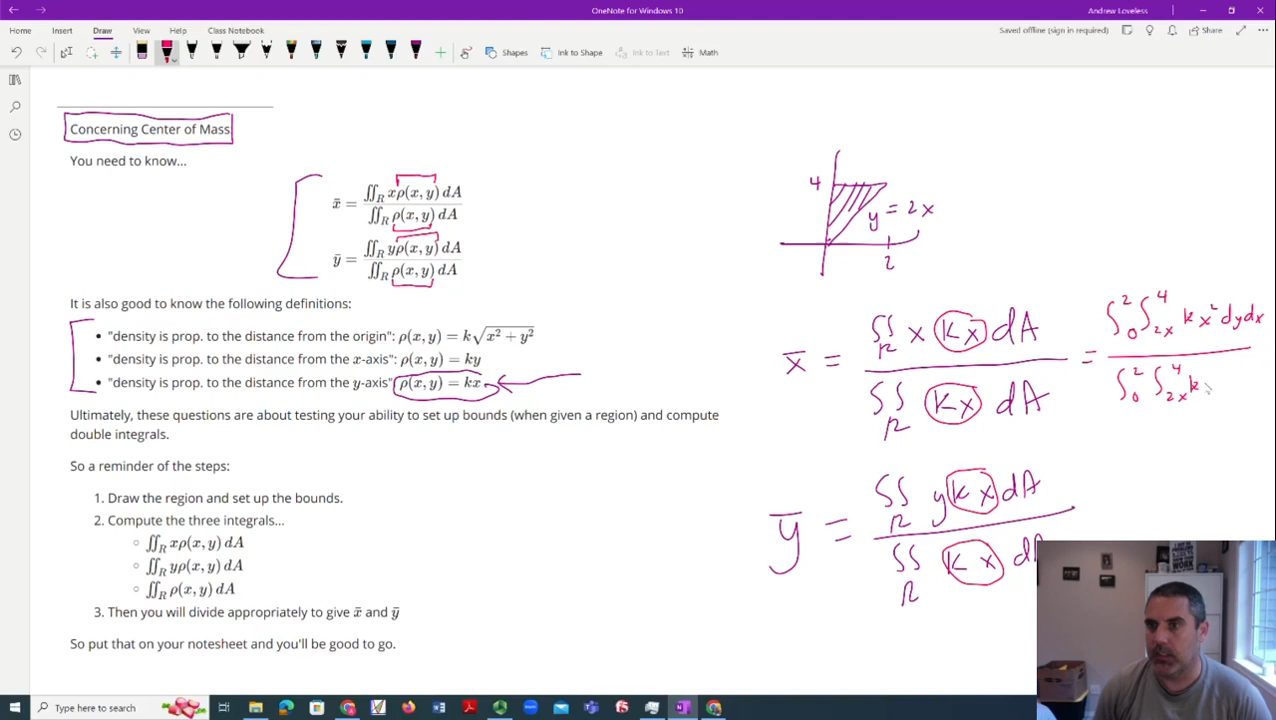 OneNote for Windows 10
Andrew Loveless
Home Insert Draw View Help Class Notebook
Saved offline (sign in required)
Share
Shapes Ink to Shape Ink to Text Math
Concerning Center of Mass
You need to know...
x̄ = ∬_R xρ(x, y) dA / ∬_R ρ(x, y) dA
ȳ = ∬_R yρ(x, y) dA / ∬_R ρ(x, y) dA
It is also good to know the following definitions:
• "density is prop. to the distance from the origin": ρ(x, y) = k√(x² + y²)
• "density is prop. to the distance from the x-axis": ρ(x, y) = ky
• "density is prop. to the distance from the y-axis" ρ(x, y) = kx
Ultimately, these questions are about testing your ability to set up bounds (when given a region) and compute
double integrals.
So a reminder of the steps:
1. Draw the region and set up the bounds.
2. Compute the three integrals...
○ ∬_R xρ(x, y) dA
○ ∬_R yρ(x, y) dA
○ ∬_R ρ(x, y) dA
3. Then you will divide appropriately to give x̄ and ȳ
So put that on your notesheet and you'll be good to go.
4
y = 2x
2
x̄ = ∬_R x kx dA / ∬_R kx dA = ∫_0^2 ∫_2x^4 kx² dy dx / ∫_0^2 ∫_2x^4 k
ȳ = ∬_R y kx dA / ∬_R kx d
Type here to search